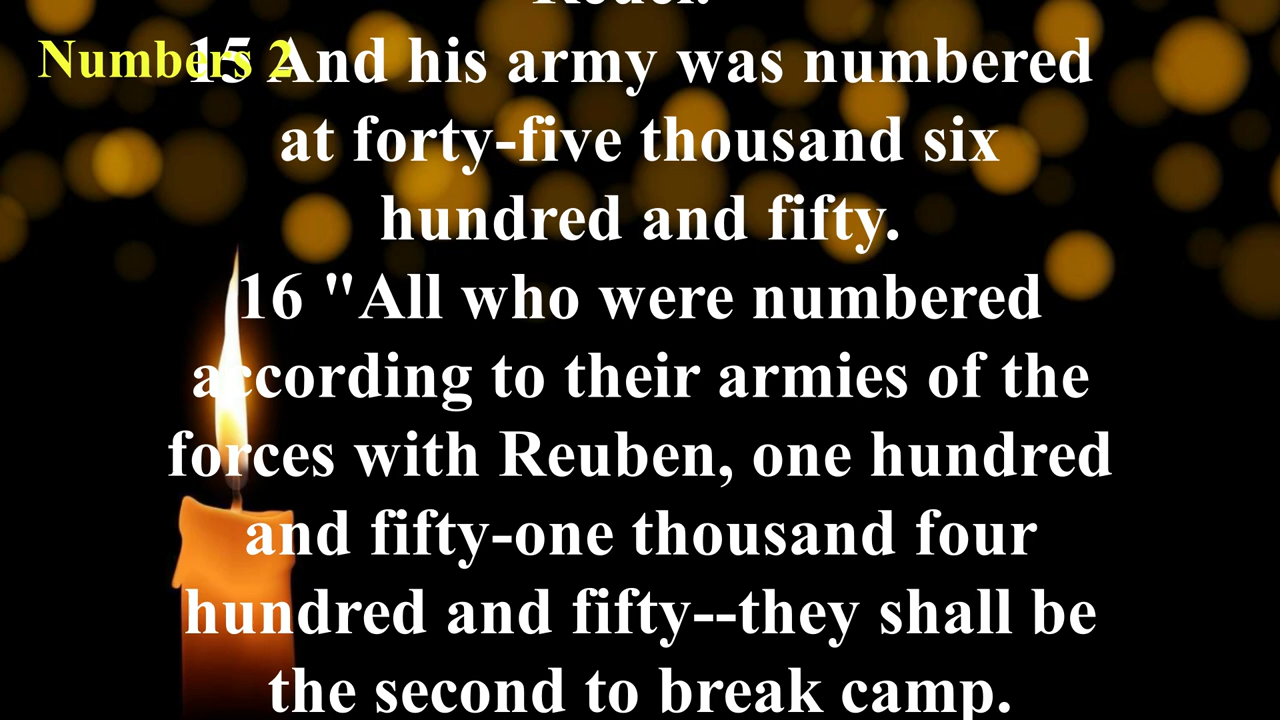 Reuel.
Numbers 2
15 And his army was numbered
at forty-five thousand six
hundred and fifty.
16 "All who were numbered
according to their armies of the
forces with Reuben, one hundred
and fifty-one thousand four
hundred and fifty--they shall be
the second to break camp.